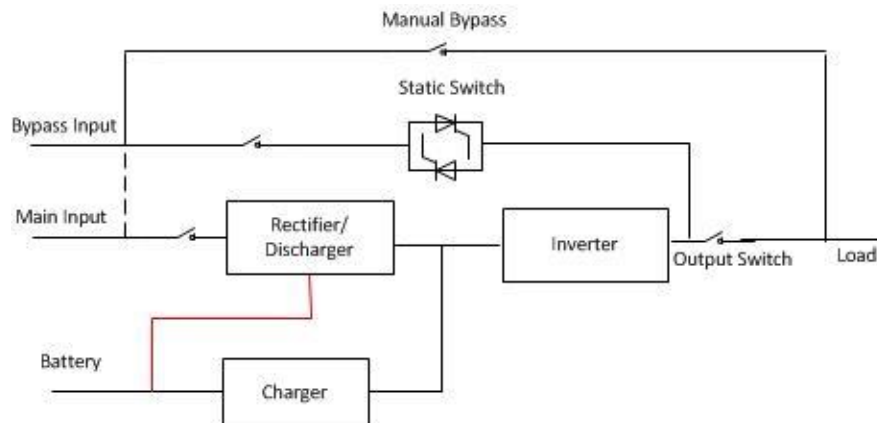 Manual Bypass
Static Switch
Bypass Input
Main Input
Rectifier/
Discharger
Inverter
Output Switch
Load
Battery
Charger